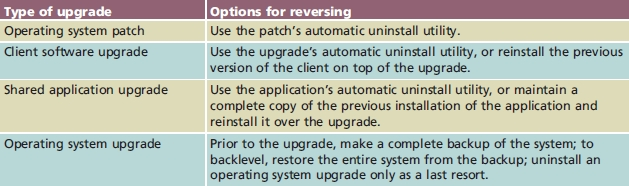 Type of upgrade Options for reversing
Operating system patch Use the patch's automatic uninstall utility.
Client software upgrade Use the upgrade's automatic uninstall utility, or reinstall the previous
version of the client on top of the upgrade.
Shared application upgrade Use the application's automatic uninstall utility, or maintain a
complete copy of the previous installation of the application and
reinstall it over the upgrade.
Operating system upgrade Prior to the upgrade, make a complete backup of the system; to
backlevel, restore the entire system from the backup; uninstall an
operating system upgrade only as a last resort.